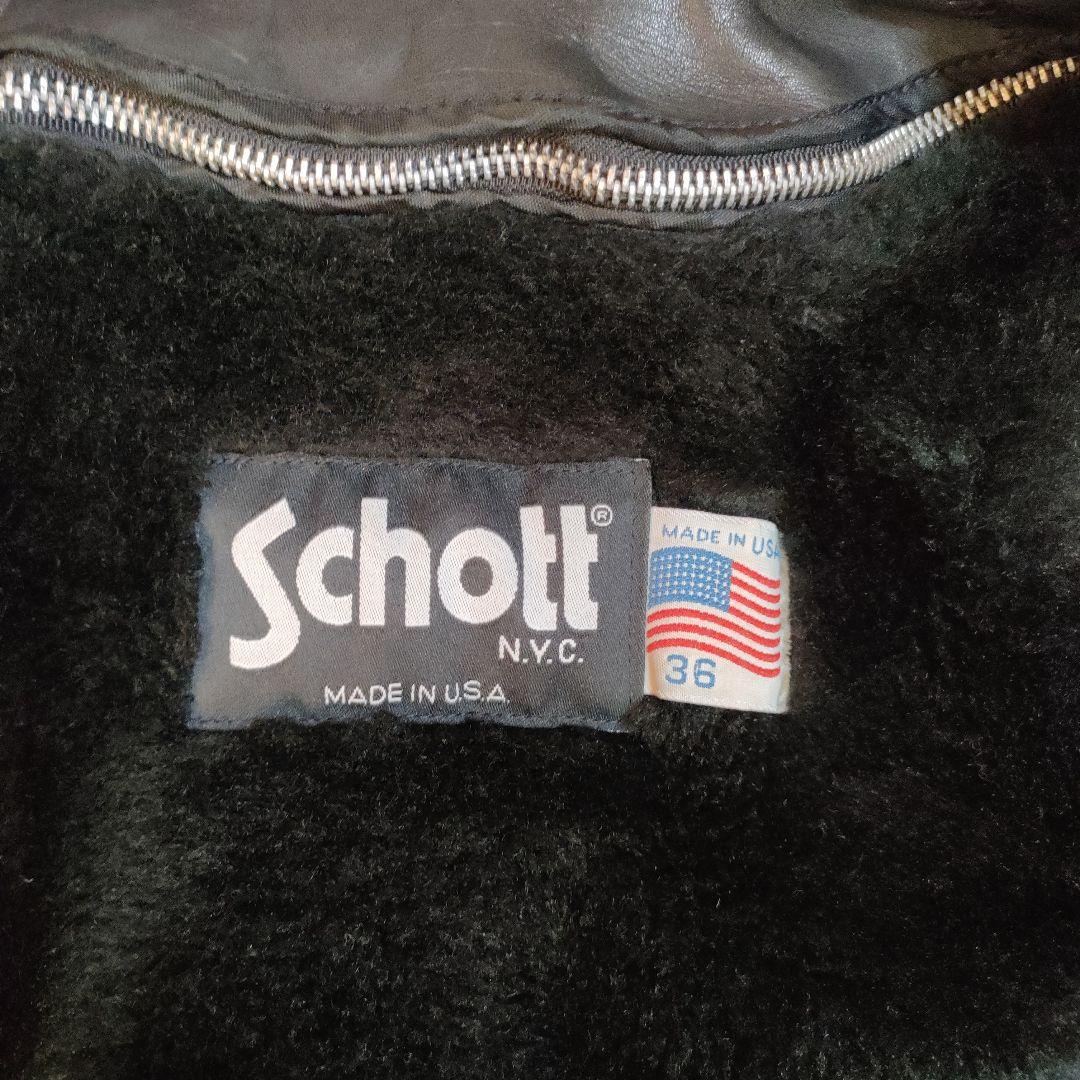 Schott®
N.Y.C.
MADE IN U.S.A.
MADE IN USA
36